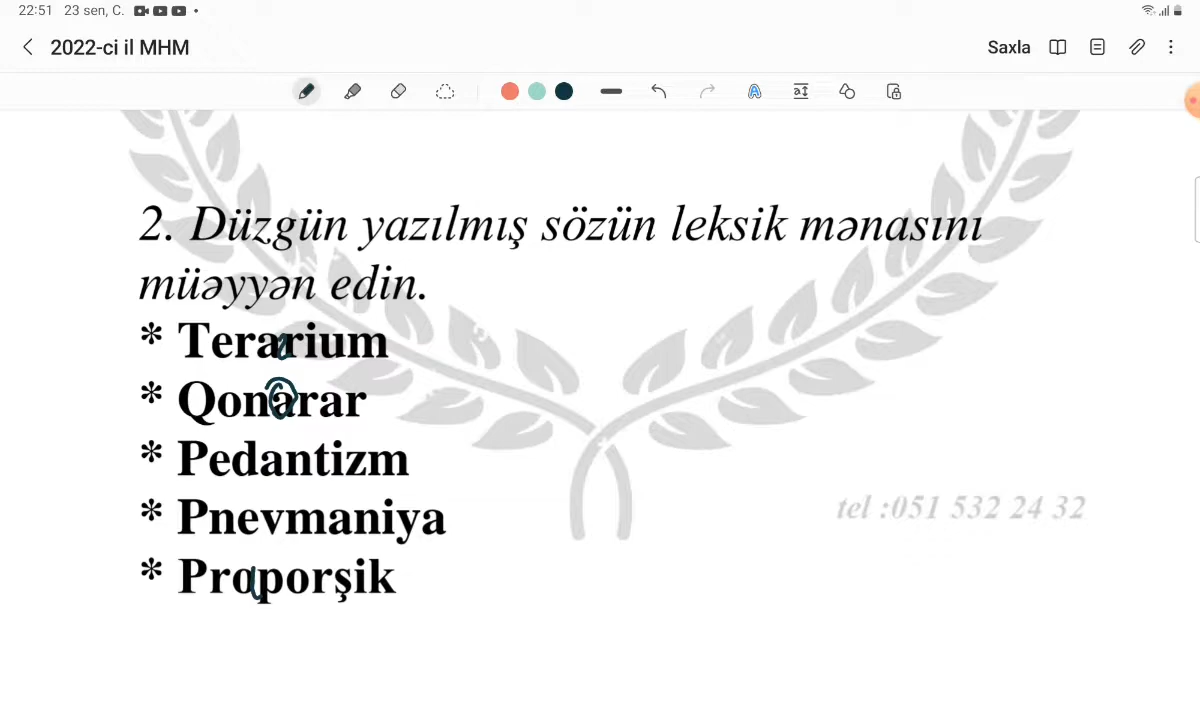 22:51 23 sen, C.
2022-ci il MHM
Saxla
2. Düzgün yazılmış sözün leksik mənasını
müəyyən edin.
* Terarium
* Qonarar
* Pedantizm
* Pnevmaniya
* Praporşik
tel :051 532 24 32